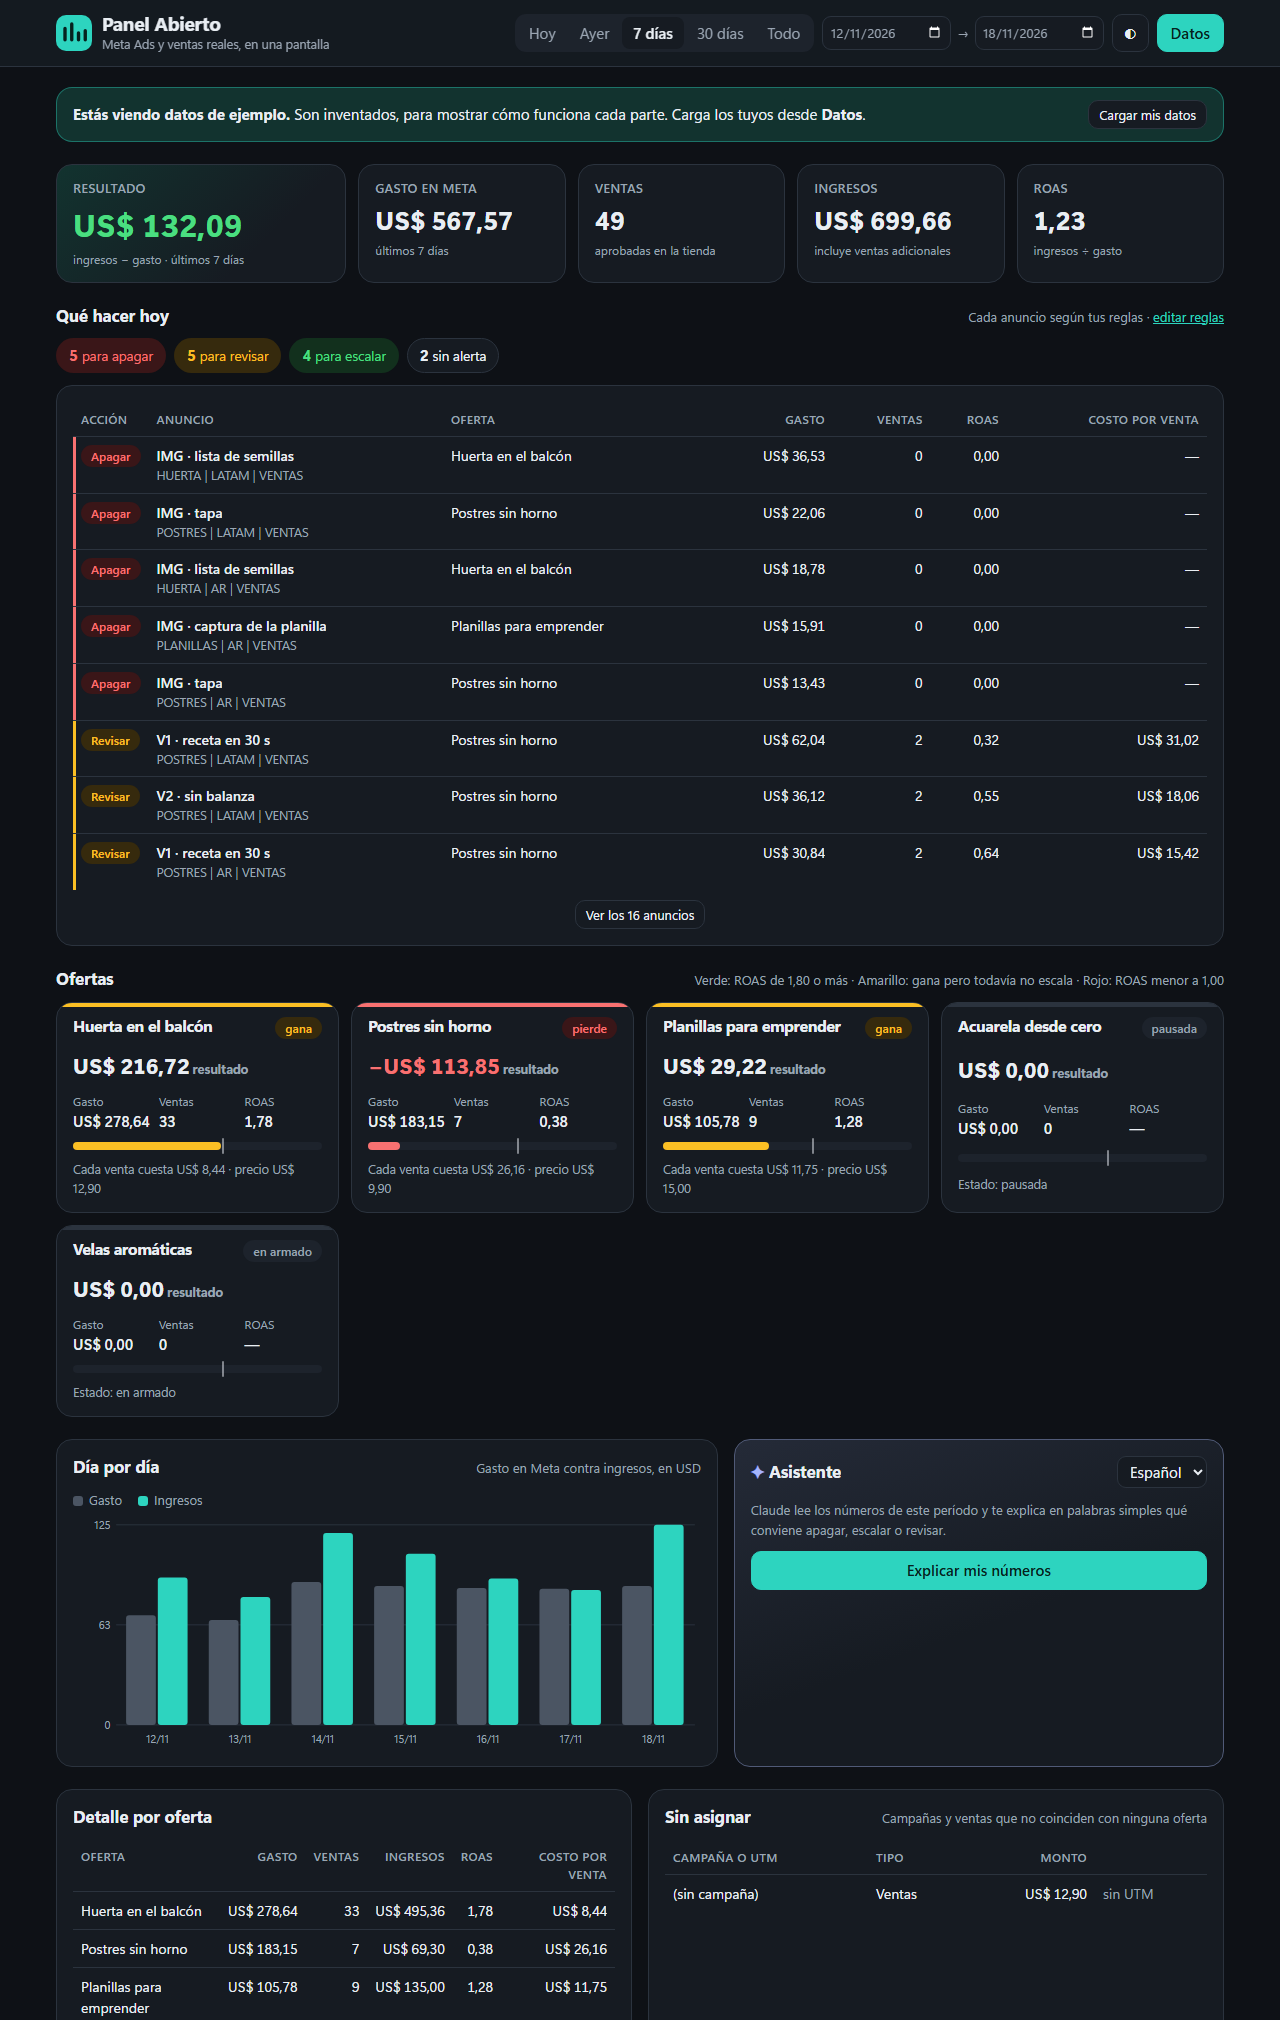 Panel Abierto
Meta Ads y ventas reales, en una pantalla
Hoy Ayer 7 días 30 días Todo 12/11/2026 → 18/11/2026 Datos
Estás viendo datos de ejemplo. Son inventados, para mostrar cómo funciona cada parte. Carga los tuyos desde Datos. Cargar mis datos
RESULTADO
US$ 132,09
ingresos − gasto · últimos 7 días
GASTO EN META
US$ 567,57
últimos 7 días
VENTAS
49
aprobadas en la tienda
INGRESOS
US$ 699,66
incluye ventas adicionales
ROAS
1,23
ingresos ÷ gasto
Qué hacer hoy
Cada anuncio según tus reglas · editar reglas
5 para apagar 5 para revisar 4 para escalar 2 sin alerta
ACCIÓN ANUNCIO OFERTA GASTO VENTAS ROAS COSTO POR VENTA
Apagar IMG · lista de semillas Huerta en el balcón US$ 36,53 0 0,00 —
HUERTA | LATAM | VENTAS
Apagar IMG · tapa Postres sin horno US$ 22,06 0 0,00 —
POSTRES | LATAM | VENTAS
Apagar IMG · lista de semillas Huerta en el balcón US$ 18,78 0 0,00 —
HUERTA | AR | VENTAS
Apagar IMG · captura de la planilla Planillas para emprender US$ 15,91 0 0,00 —
PLANILLAS | AR | VENTAS
Apagar IMG · tapa Postres sin horno US$ 13,43 0 0,00 —
POSTRES | AR | VENTAS
Revisar V1 · receta en 30 s Postres sin horno US$ 62,04 2 0,32 US$ 31,02
POSTRES | LATAM | VENTAS
Revisar V2 · sin balanza Postres sin horno US$ 36,12 2 0,55 US$ 18,06
POSTRES | LATAM | VENTAS
Revisar V1 · receta en 30 s Postres sin horno US$ 30,84 2 0,64 US$ 15,42
POSTRES | AR | VENTAS
Ver los 16 anuncios
Ofertas
Verde: ROAS de 1,80 o más · Amarillo: gana pero todavía no escala · Rojo: ROAS menor a 1,00
Huerta en el balcón gana
US$ 216,72 resultado
Gasto Ventas ROAS
US$ 278,64 33 1,78
Cada venta cuesta US$ 8,44 · precio US$
12,90
Postres sin horno pierde
−US$ 113,85 resultado
Gasto Ventas ROAS
US$ 183,15 7 0,38
Cada venta cuesta US$ 26,16 · precio US$
9,90
Planillas para emprender gana
US$ 29,22 resultado
Gasto Ventas ROAS
US$ 105,78 9 1,28
Cada venta cuesta US$ 11,75 · precio US$
15,00
Acuarela desde cero pausada
US$ 0,00 resultado
Gasto Ventas ROAS
US$ 0,00 0 —
Estado: pausada
Velas aromáticas en armado
US$ 0,00 resultado
Gasto Ventas ROAS
US$ 0,00 0 —
Estado: en armado
Día por día
Gasto en Meta contra ingresos, en USD
Gasto Ingresos
125
63
0
12/11 13/11 14/11 15/11 16/11 17/11 18/11
Asistente Español
Claude lee los números de este período y te explica en palabras simples qué
conviene apagar, escalar o revisar.
Explicar mis números
Detalle por oferta
OFERTA GASTO VENTAS INGRESOS ROAS COSTO POR
VENTA
Huerta en el balcón US$ 278,64 33 US$ 495,36 1,78 US$ 8,44
Postres sin horno US$ 183,15 7 US$ 69,30 0,38 US$ 26,16
Planillas para US$ 105,78 9 US$ 135,00 1,28 US$ 11,75
emprender
Sin asignar
Campañas y ventas que no coinciden con ninguna oferta
CAMPAÑA O UTM TIPO MONTO
(sin campaña) Ventas US$ 12,90 sin UTM